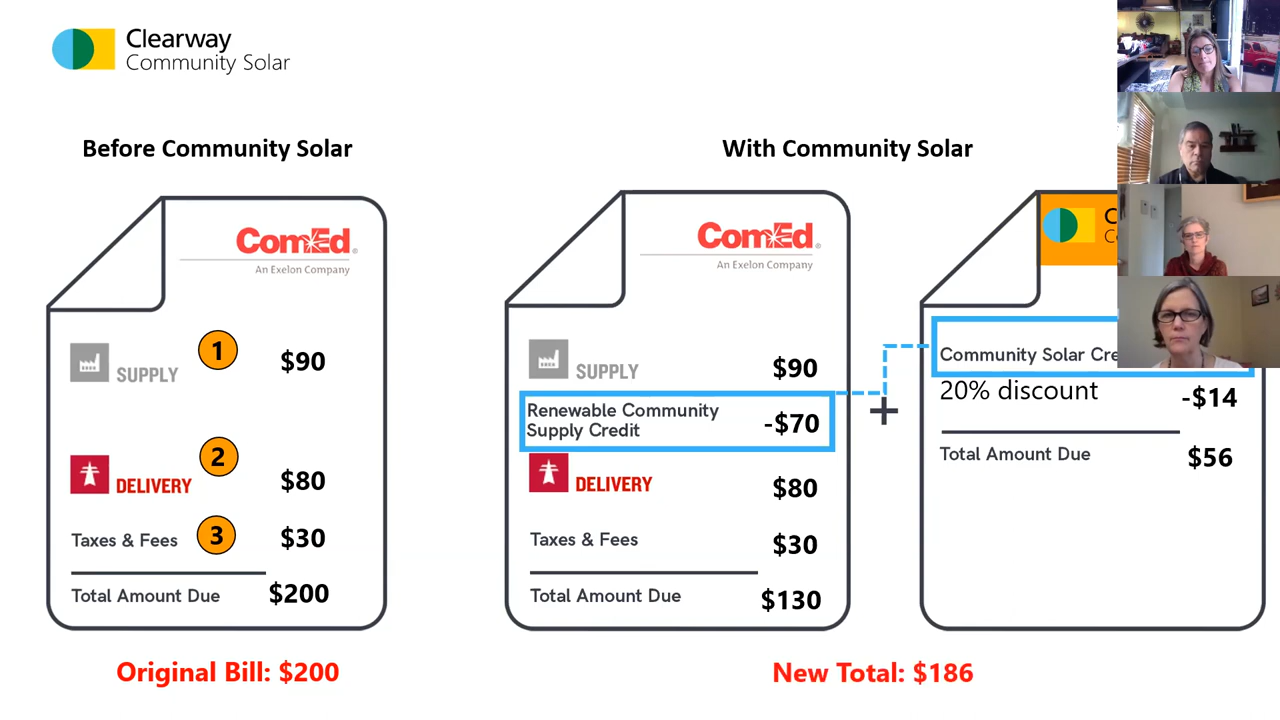 Clearway
Community Solar
Before Community Solar
With Community Solar
ComEd®
An Exelon Company
1
SUPPLY
$90
2
DELIVERY
$80
Taxes & Fees
3
$30
Total Amount Due
$200
Original Bill: $200
ComEd®
An Exelon Company
SUPPLY
$90
Renewable Community
Supply Credit
-$70
DELIVERY
$80
Taxes & Fees
$30
Total Amount Due
$130
+
Community Solar
20% discount
-$14
Total Amount Due
$56
New Total: $186